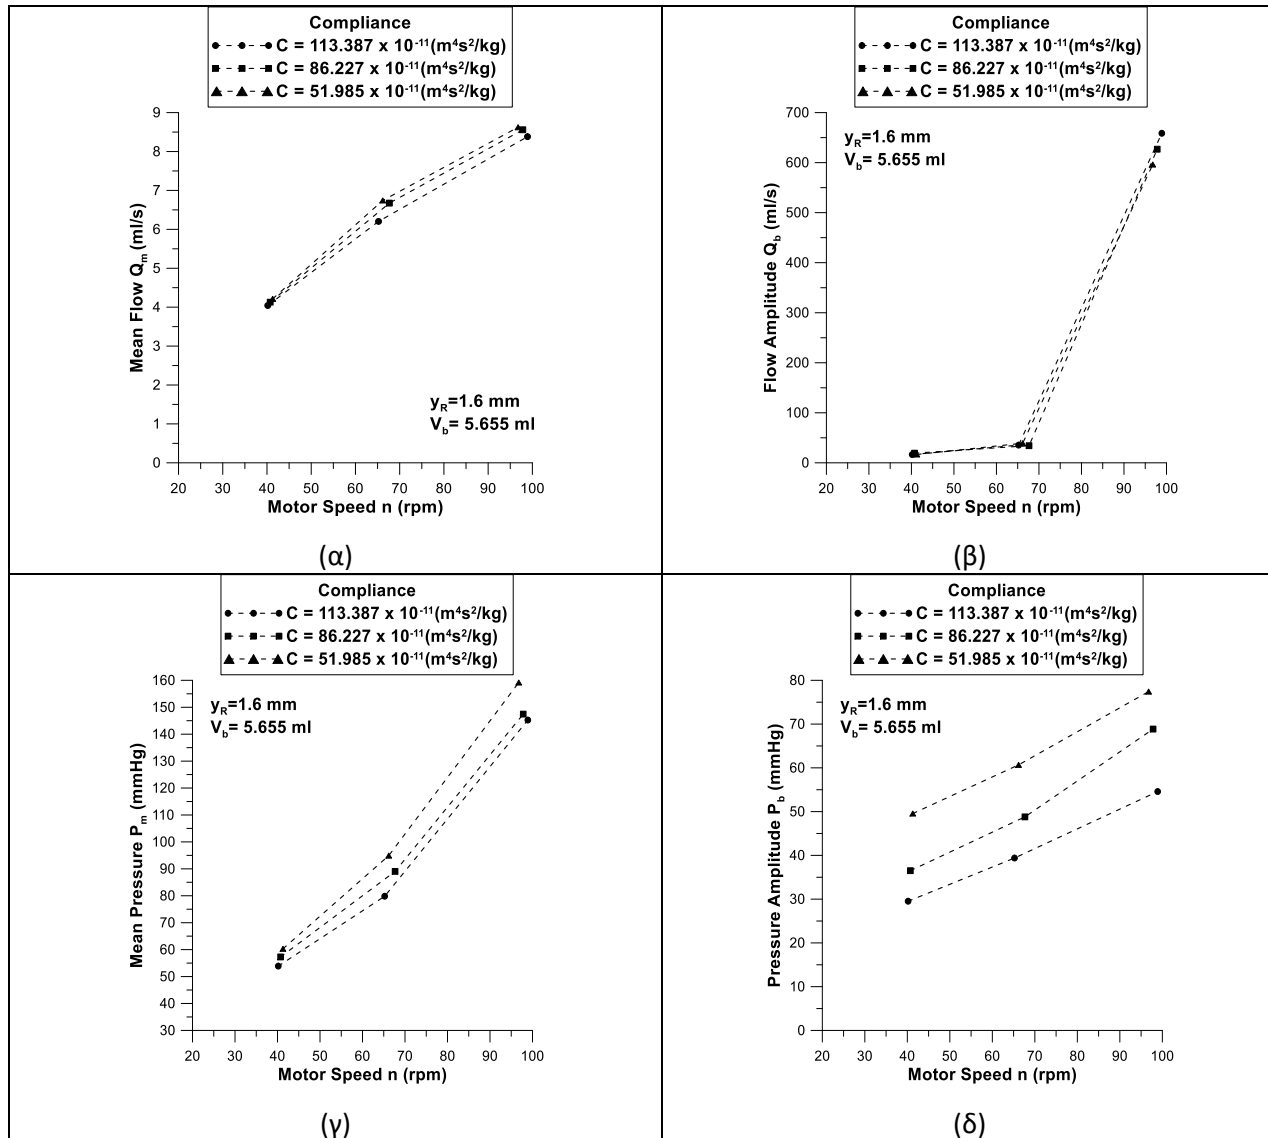 Compliance
C = 113.387 x 10⁻¹¹(m⁴s²/kg)
C = 86.227 x 10⁻¹¹(m⁴s²/kg)
C = 51.985 x 10⁻¹¹(m⁴s²/kg)
9
8
7
6
5
4
3
2
1
0
Mean Flow Qₘ (ml/s)
y_R=1.6 mm
V_b= 5.655 ml
20 30 40 50 60 70 80 90 100
Motor Speed n (rpm)
(α)
Compliance
C = 113.387 x 10⁻¹¹(m⁴s²/kg)
C = 86.227 x 10⁻¹¹(m⁴s²/kg)
C = 51.985 x 10⁻¹¹(m⁴s²/kg)
700
600
500
400
300
200
100
0
Flow Amplitude Q_b (ml/s)
y_R=1.6 mm
V_b= 5.655 ml
20 30 40 50 60 70 80 90 100
Motor Speed n (rpm)
(β)
Compliance
C = 113.387 x 10⁻¹¹(m⁴s²/kg)
C = 86.227 x 10⁻¹¹(m⁴s²/kg)
C = 51.985 x 10⁻¹¹(m⁴s²/kg)
160
150
140
130
120
110
100
90
80
70
60
50
40
30
Mean Pressure Pₘ (mmHg)
y_R=1.6 mm
V_b= 5.655 ml
20 30 40 50 60 70 80 90 100
Motor Speed n (rpm)
(γ)
Compliance
C = 113.387 x 10⁻¹¹(m⁴s²/kg)
C = 86.227 x 10⁻¹¹(m⁴s²/kg)
C = 51.985 x 10⁻¹¹(m⁴s²/kg)
80
70
60
50
40
30
20
10
0
Pressure Amplitude P_b (mmHg)
y_R=1.6 mm
V_b= 5.655 ml
20 30 40 50 60 70 80 90 100
Motor Speed n (rpm)
(δ)